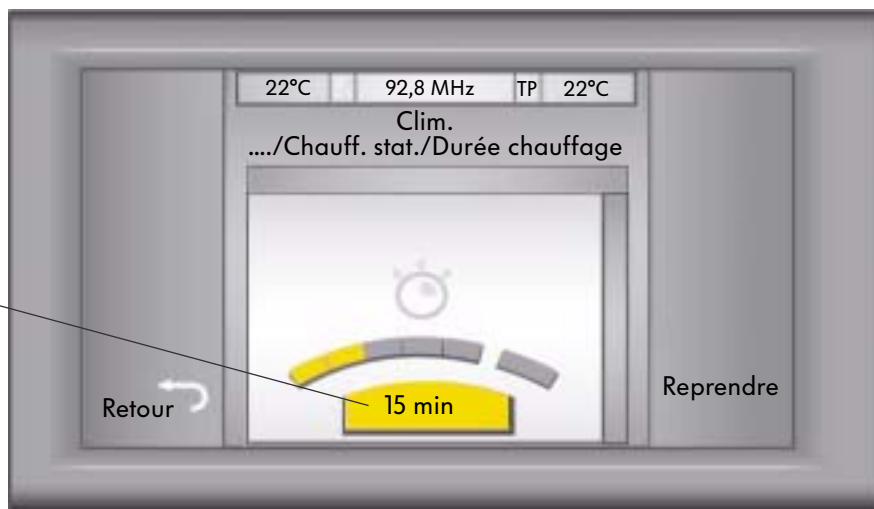 22°C 92,8 MHz TP 22°C
Clim.
..../Chauff. stat./Durée chauffage
15 min
Retour
Reprendre